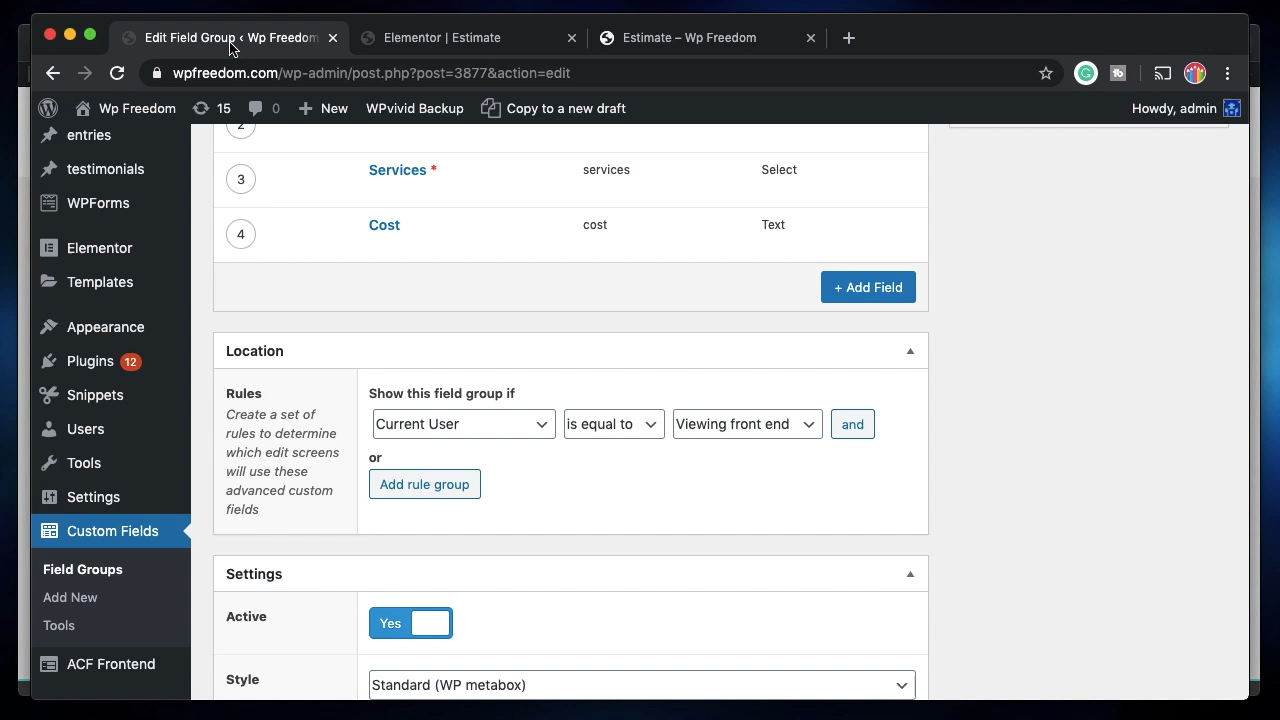 Edit Field Group ‹ Wp Freedom
Elementor | Estimate
Estimate – Wp Freedom
wpfreedom.com/wp-admin/post.php?post=3877&action=edit
Wp Freedom
15
0
New
WPvivid Backup
Copy to a new draft
Howdy, admin
entries
testimonials
WPForms
Elementor
Templates
Appearance
Plugins 12
Snippets
Users
Tools
Settings
Custom Fields
Field Groups
Add New
Tools
ACF Frontend
2
3
Services *
services
Select
4
Cost
cost
Text
+ Add Field
Location
Rules
Create a set of
rules to determine
which edit screens
will use these
advanced custom
fields
Show this field group if
Current User
is equal to
Viewing front end
and
or
Add rule group
Settings
Active
Yes
Style
Standard (WP metabox)